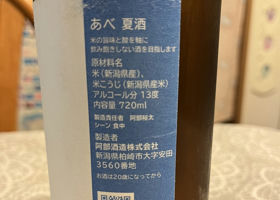 あべ 夏酒
米の旨味と酸を軸に
飲み飽きしない酒を目指します
原材料名
米(新潟県産)、
米こうじ(新潟県産米)
アルコール分 13度
内容量 720ml
製造責任者 阿部裕太
シーン 食中
製造者
阿部酒造株式会社
新潟県柏崎市大字安田
3560番地
お酒は20歳になってから